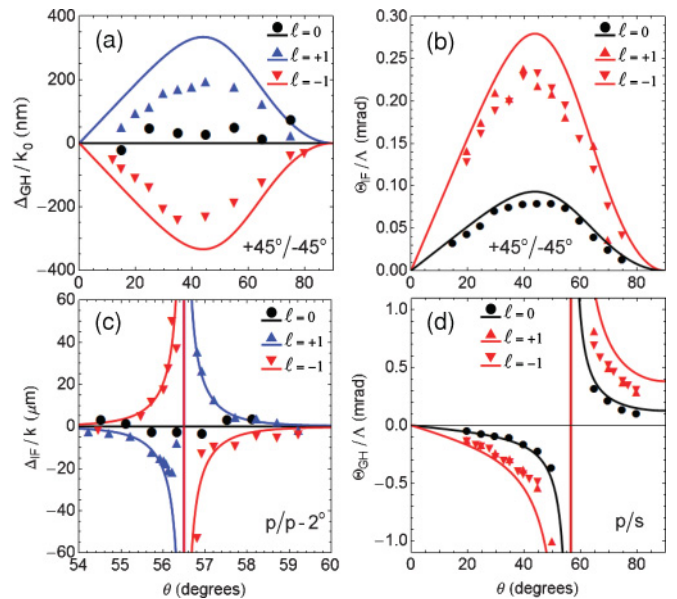 400
200
0
−200
−400
Δ_GH / k₀ (nm)
(a)
ℓ = 0
ℓ = +1
ℓ = −1
+45°/−45°
0 20 40 60 80
0.30
0.25
0.20
0.15
0.10
0.05
0.00
Θ_IF / Λ (mrad)
(b)
ℓ = 0
ℓ = +1
ℓ = −1
+45°/−45°
0 20 40 60 80
60
40
20
0
−20
−40
−60
Δ_IF / k (μm)
(c)
ℓ = 0
ℓ = +1
ℓ = −1
p/p − 2°
54 55 56 57 58 59 60
θ (degrees)
1.0
0.5
0.0
−0.5
−1.0
Θ_GH / Λ (mrad)
(d)
ℓ = 0
ℓ = +1
ℓ = −1
p/s
0 20 40 60 80
θ (degrees)